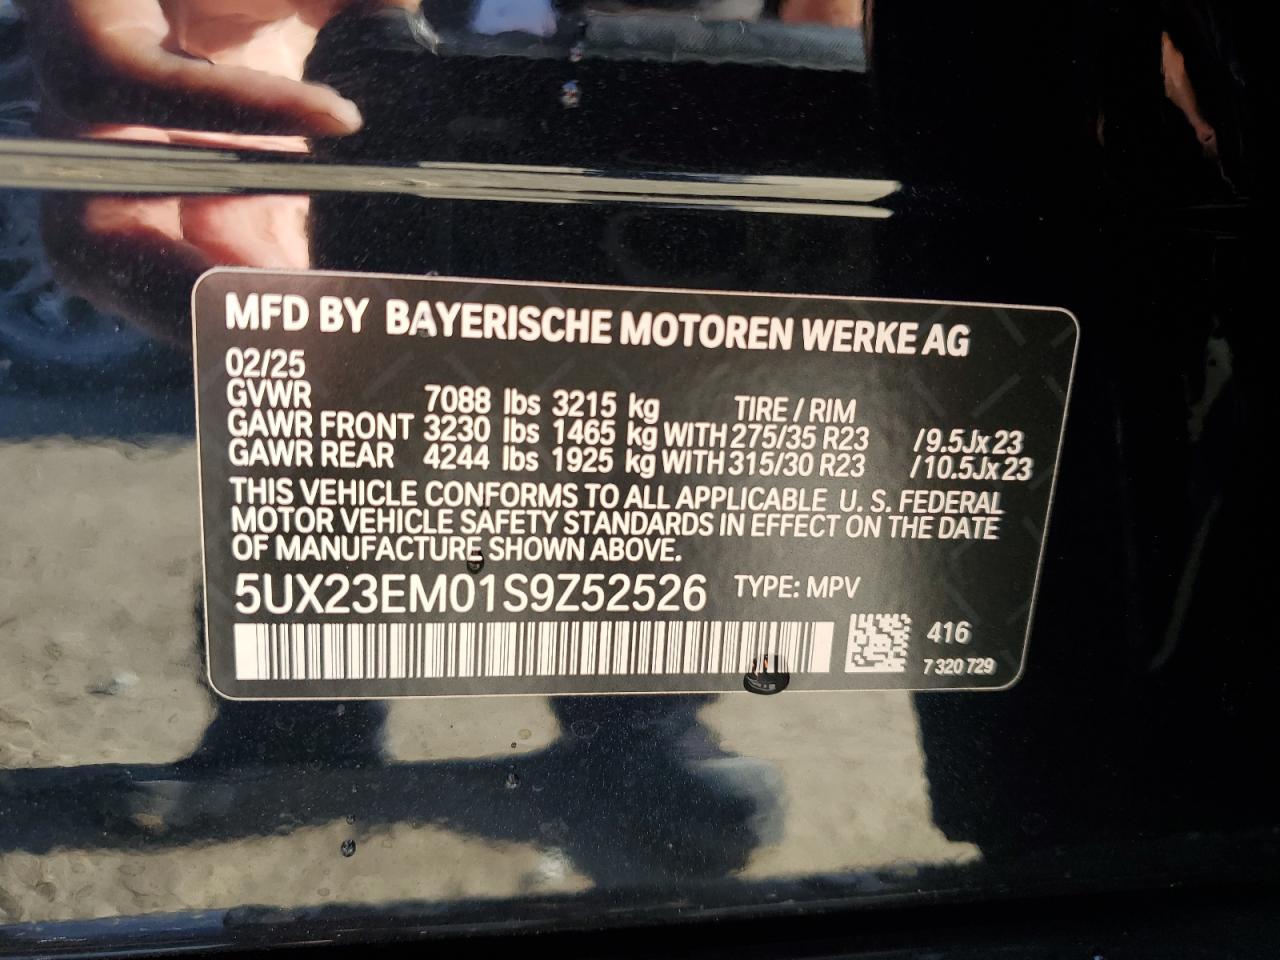 MFD BY BAYERISCHE MOTOREN WERKE AG
02/25
GVWR 7088 lbs 3215 kg TIRE / RIM
GAWR FRONT 3230 lbs 1465 kg WITH 275/35 R23 /9.5Jx23
GAWR REAR 4244 lbs 1925 kg WITH 315/30 R23 /10.5Jx23
THIS VEHICLE CONFORMS TO ALL APPLICABLE U. S. FEDERAL
MOTOR VEHICLE SAFETY STANDARDS IN EFFECT ON THE DATE
OF MANUFACTURE SHOWN ABOVE.
5UX23EM01S9Z52526 TYPE: MPV
416
7 320 729